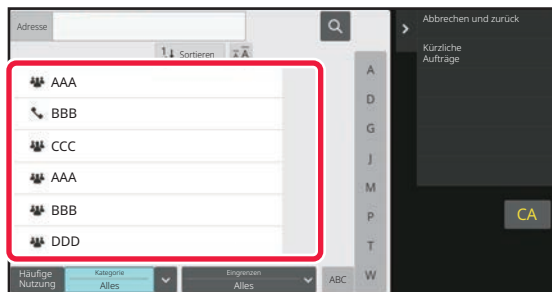 Adresse
Abbrechen und zurück
Kürzliche
Aufträge
Sortieren
AAA
BBB
CCC
AAA
BBB
DDD
A
D
G
J
M
P
T
W
CA
Häufige
Nutzung
Kategorie
Alles
Eingrenzen
Alles
ABC